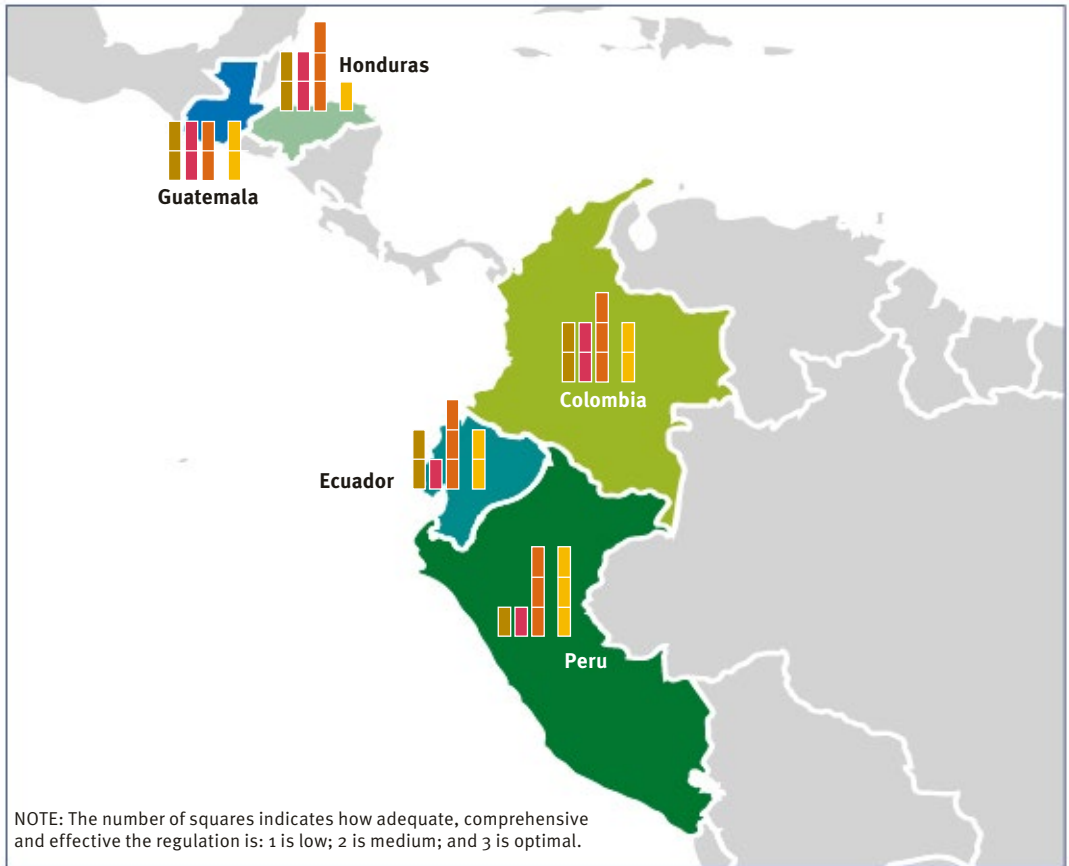 Honduras
Guatemala
Colombia
Ecuador
Peru
NOTE: The number of squares indicates how adequate, comprehensive
and effective the regulation is: 1 is low; 2 is medium; and 3 is optimal.